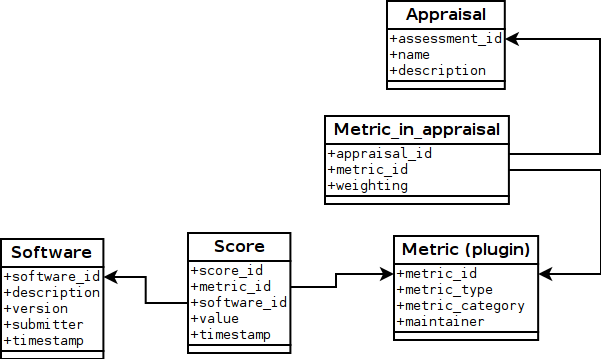 Appraisal
+assessment_id
+name
+description
Metric_in_appraisal
+appraisal_id
+metric_id
+weighting
Software
+software_id
+description
+version
+submitter
+timestamp
Score
+score_id
+metric_id
+software_id
+value
+timestamp
Metric (plugin)
+metric_id
+metric_type
+metric_category
+maintainer